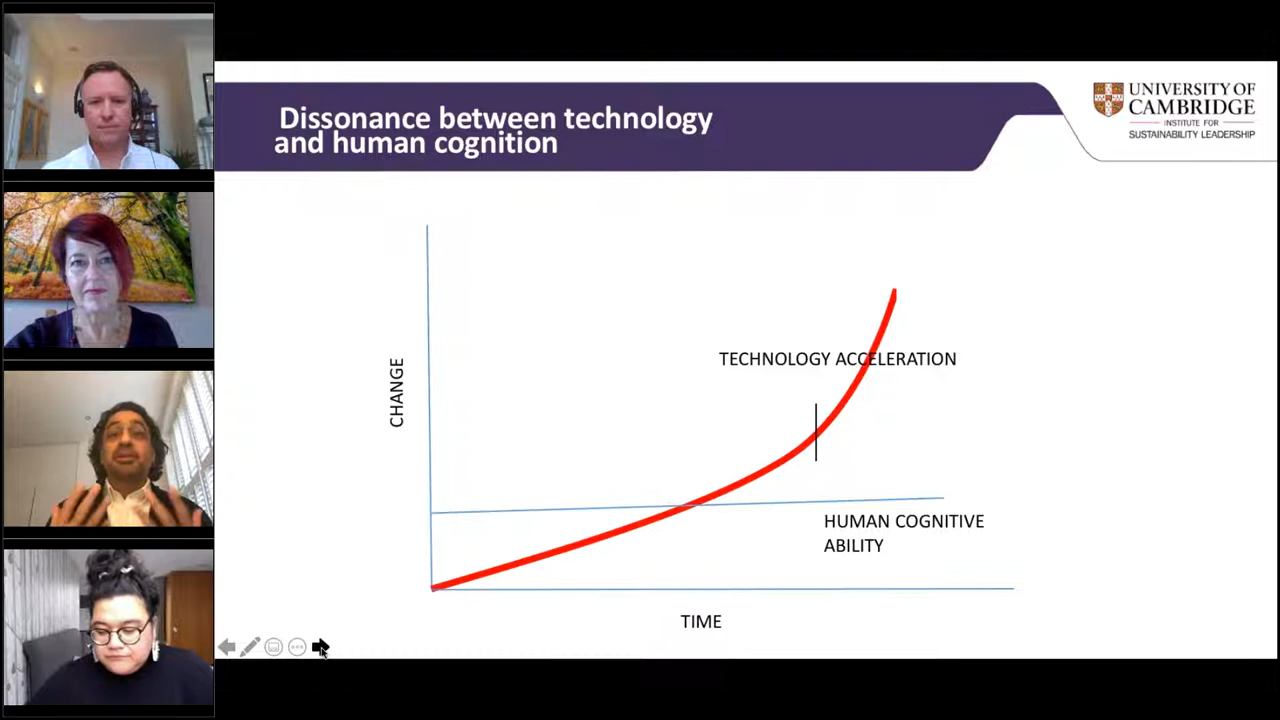 Dissonance between technology
and human cognition
UNIVERSITY OF
CAMBRIDGE
INSTITUTE FOR
SUSTAINABILITY LEADERSHIP
CHANGE
TECHNOLOGY ACCELERATION
HUMAN COGNITIVE
ABILITY
TIME